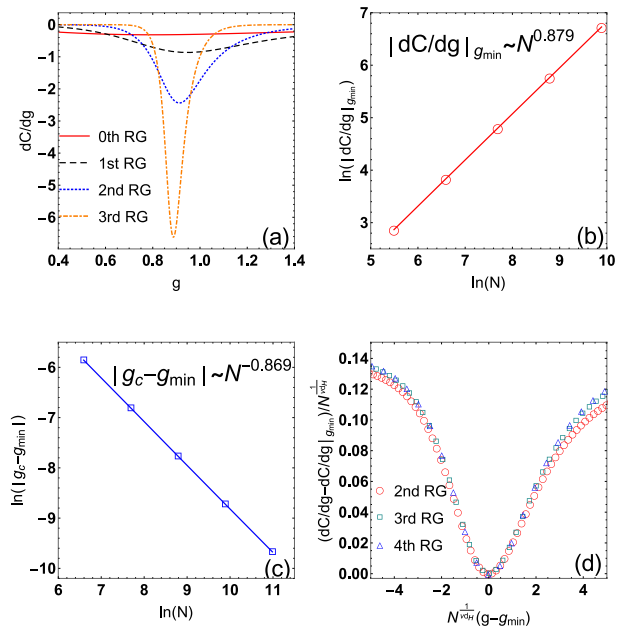 0
−1
−2
−3
−4
−5
−6
dC/dg
0th RG
1st RG
2nd RG
3rd RG
(a)
0.4 0.6 0.8 1.0 1.2 1.4
g
7
6
5
4
3
ln(|dC/dg|gmin)
|dC/dg|gmin~N^0.879
(b)
5 6 7 8 9 10
ln(N)
−6
−7
−8
−9
−10
ln(|gc−gmin|)
|gc−gmin|~N^−0.869
(c)
6 7 8 9 10 11
ln(N)
0.14
0.12
0.10
0.08
0.06
0.04
0.02
0.00
(dC/dg−dC/dg|gmin)/N^(1/νdH)
2nd RG
3rd RG
4th RG
(d)
−4 −2 0 2 4
N^(1/νdH)(g−gmin)